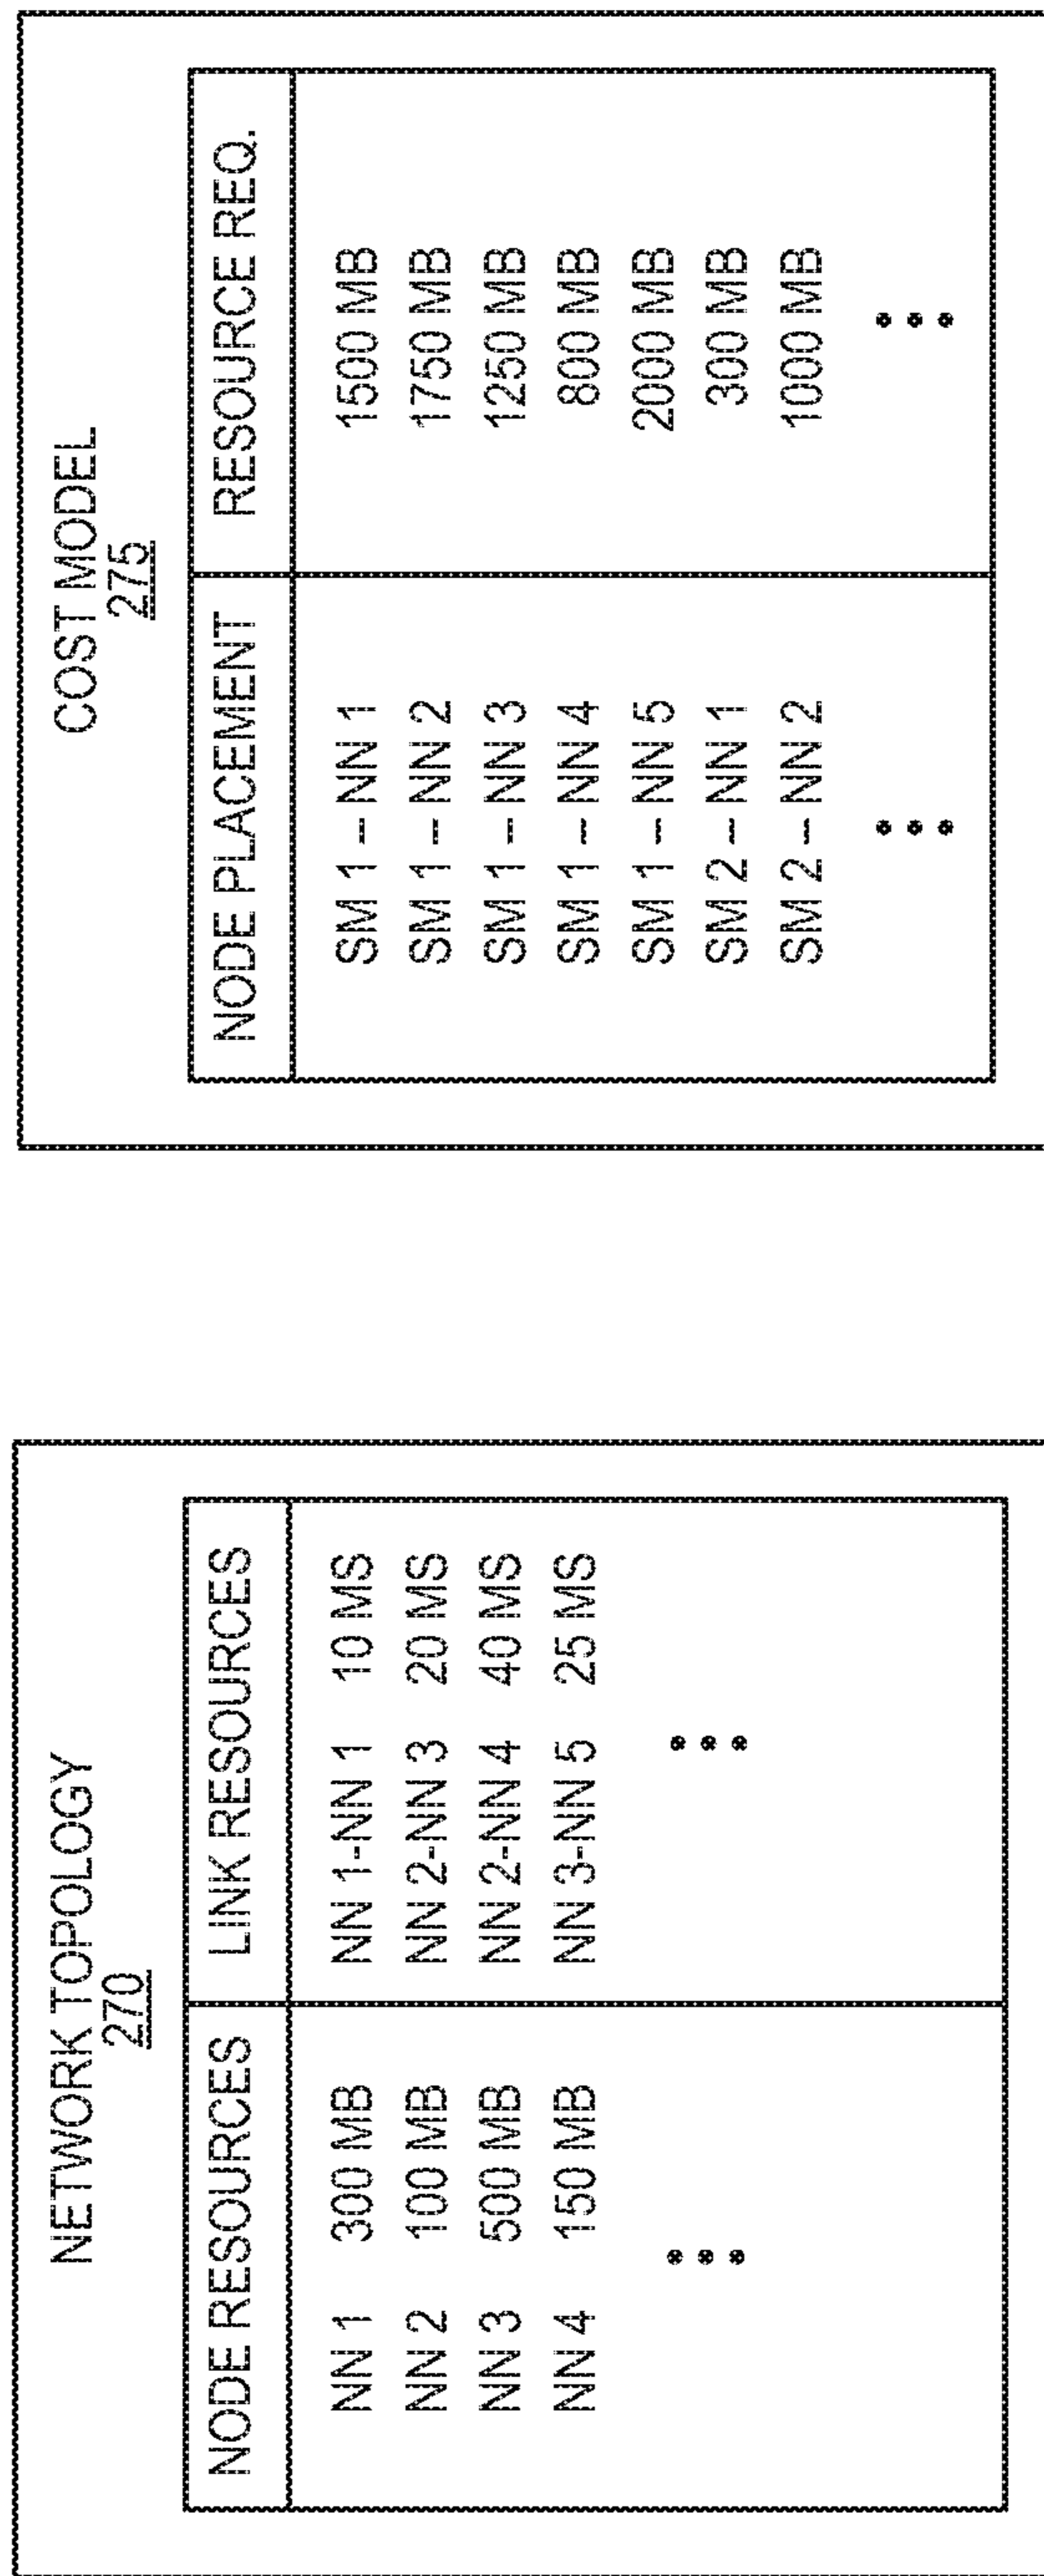 NETWORK TOPOLOGY
270
NODE RESOURCES LINK RESOURCES
NN 1 300 MB NN 1-NN 1 10 MS
NN 2 100 MB NN 2-NN 3 20 MS
NN 3 500 MB NN 2-NN 4 40 MS
NN 4 150 MB NN 3-NN 5 25 MS
COST MODEL
275
NODE PLACEMENT RESOURCE REQ.
SM 1 – NN 1 1500 MB
SM 1 – NN 2 1750 MB
SM 1 – NN 3 1250 MB
SM 1 – NN 4 800 MB
SM 1 – NN 5 2000 MB
SM 2 – NN 1 300 MB
SM 2 – NN 2 1000 MB